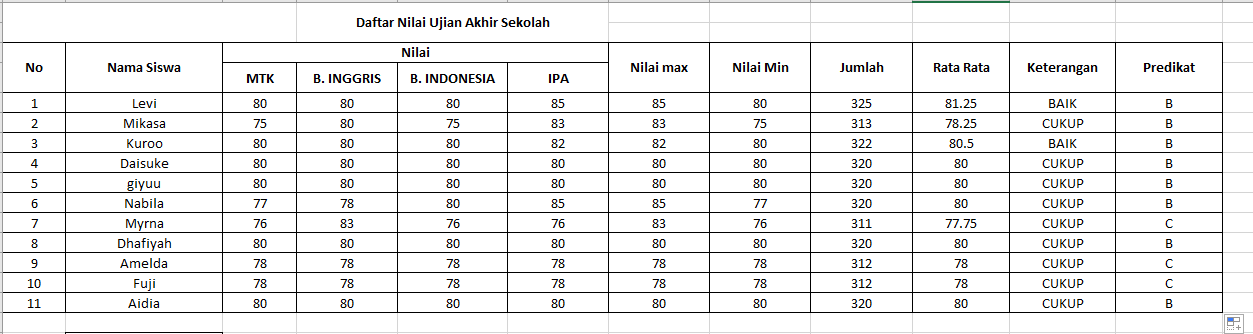 Daftar Nilai Ujian Akhir Sekolah
No Nama Siswa Nilai Nilai max Nilai Min Jumlah Rata Rata Keterangan Predikat
MTK B. INGGRIS B. INDONESIA IPA
1 Levi 80 80 80 85 85 80 325 81.25 BAIK B
2 Mikasa 75 80 75 83 83 75 313 78.25 CUKUP B
3 Kuroo 80 80 80 82 82 80 322 80.5 BAIK B
4 Daisuke 80 80 80 80 80 80 320 80 CUKUP B
5 giyuu 80 80 80 80 80 80 320 80 CUKUP B
6 Nabila 77 78 80 85 85 77 320 80 CUKUP B
7 Myrna 76 83 76 76 83 76 311 77.75 CUKUP C
8 Dhafiyah 80 80 80 80 80 80 320 80 CUKUP B
9 Amelda 78 78 78 78 78 78 312 78 CUKUP C
10 Fuji 78 78 78 78 78 78 312 78 CUKUP C
11 Aidia 80 80 80 80 80 80 320 80 CUKUP B